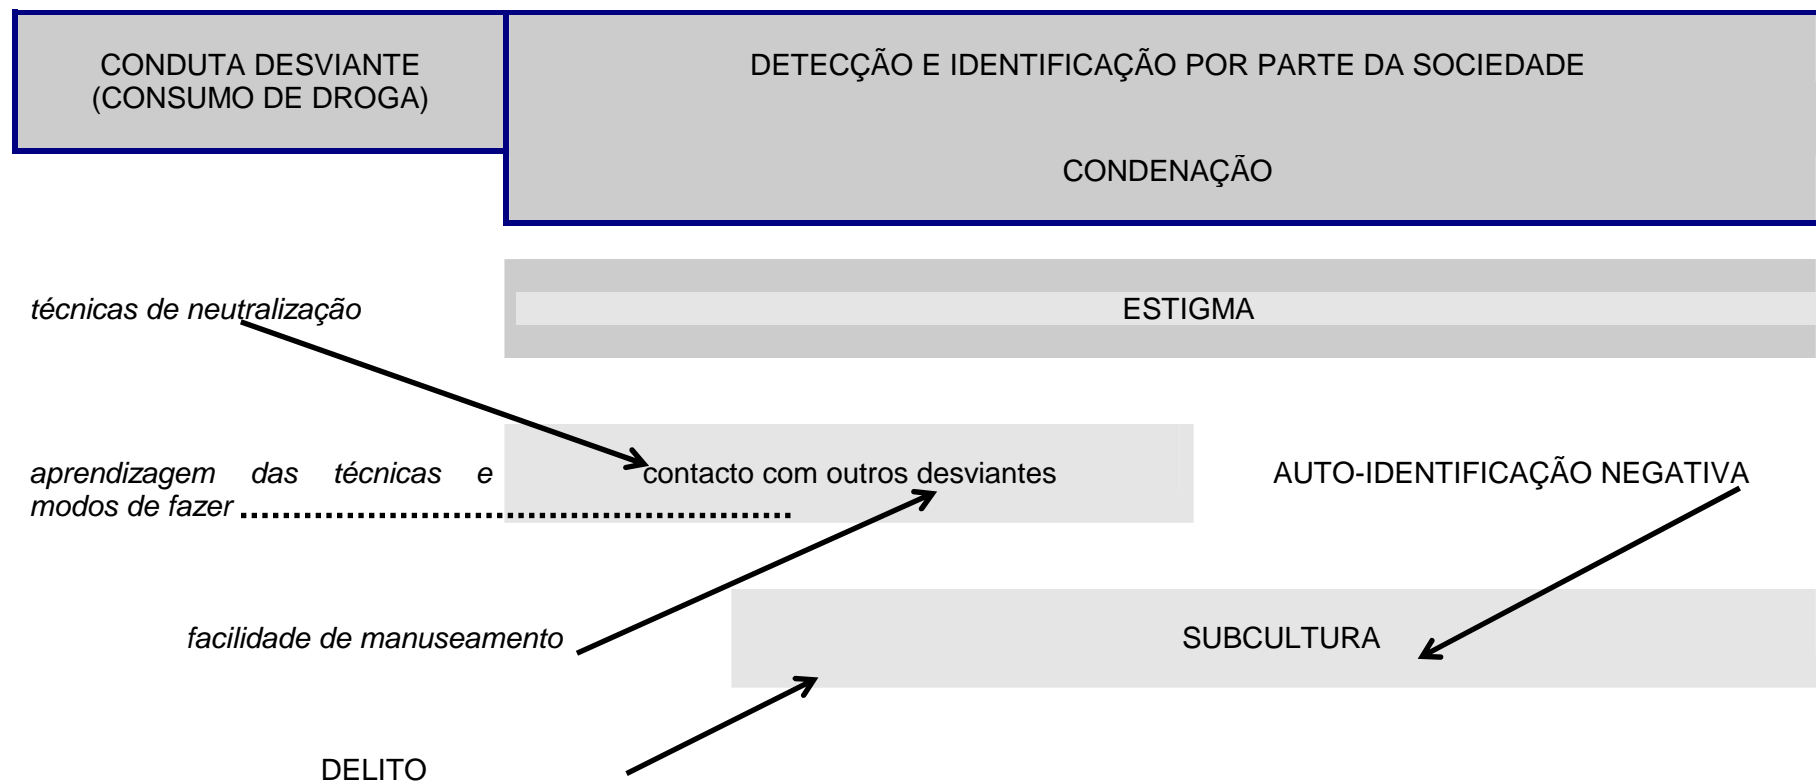 CONDUTA DESVIANTE
(CONSUMO DE DROGA)
DETECÇÃO E IDENTIFICAÇÃO POR PARTE DA SOCIEDADE
CONDENAÇÃO
técnicas de neutralização
ESTIGMA
aprendizagem das técnicas e
modos de fazer
contacto com outros desviantes
AUTO-IDENTIFICAÇÃO NEGATIVA
facilidade de manuseamento
SUBCULTURA
DELITO